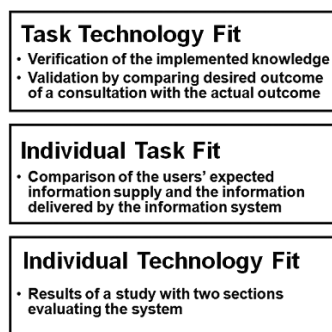 Task Technology Fit
• Verification of the implemented knowledge
• Validation by comparing desired outcome
of a consultation with the actual outcome
Individual Task Fit
• Comparison of the users' expected
information supply and the information
delivered by the information system
Individual Technology Fit
• Results of a study with two sections
evaluating the system